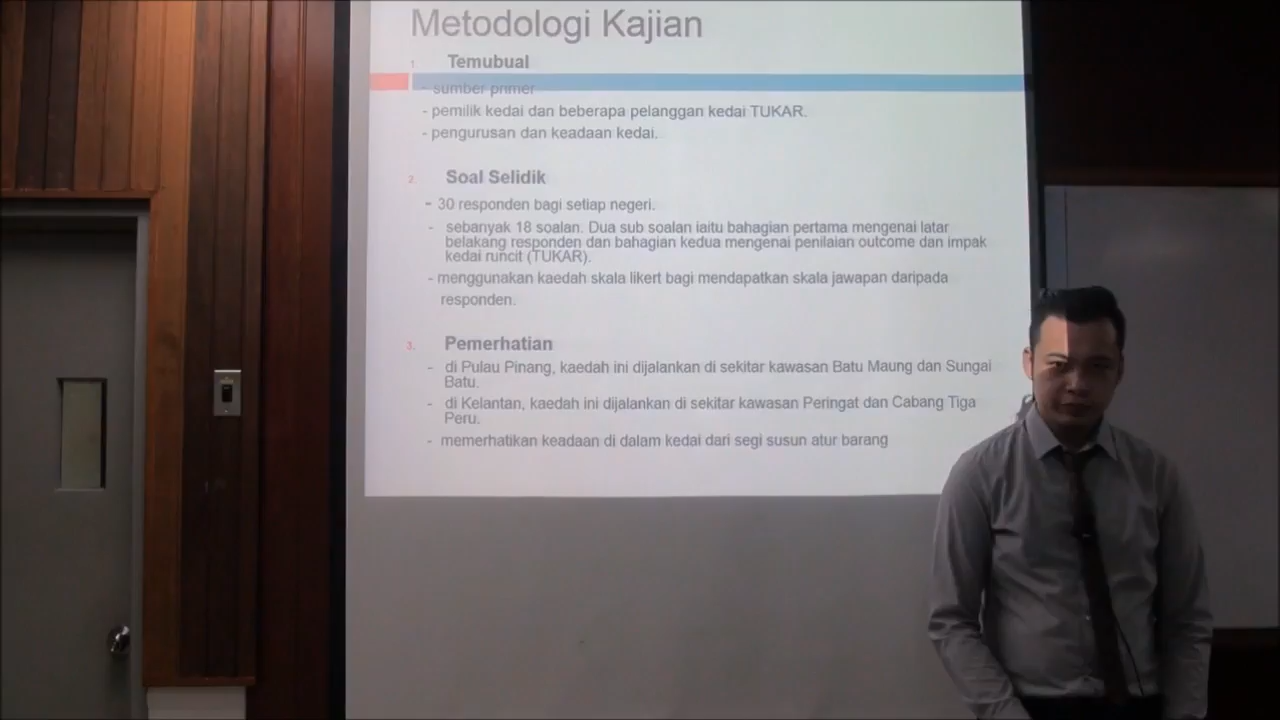 Metodologi Kajian
1. Temubual
- sumber primer
- pemilik kedai dan beberapa pelanggan kedai TUKAR.
- pengurusan dan keadaan kedai.
2. Soal Selidik
- 30 responden bagi setiap negeri.
- sebanyak 18 soalan. Dua sub soalan iaitu bahagian pertama mengenai latar
belakang responden dan bahagian kedua mengenai penilaian outcome dan impak
kedai runcit (TUKAR).
- menggunakan kaedah skala likert bagi mendapatkan skala jawapan daripada
responden.
3. Pemerhatian
- di Pulau Pinang, kaedah ini dijalankan di sekitar kawasan Batu Maung dan Sungai
Batu.
- di Kelantan, kaedah ini dijalankan di sekitar kawasan Peringat dan Cabang Tiga
Peru.
- memerhatikan keadaan di dalam kedai dari segi susun atur barang